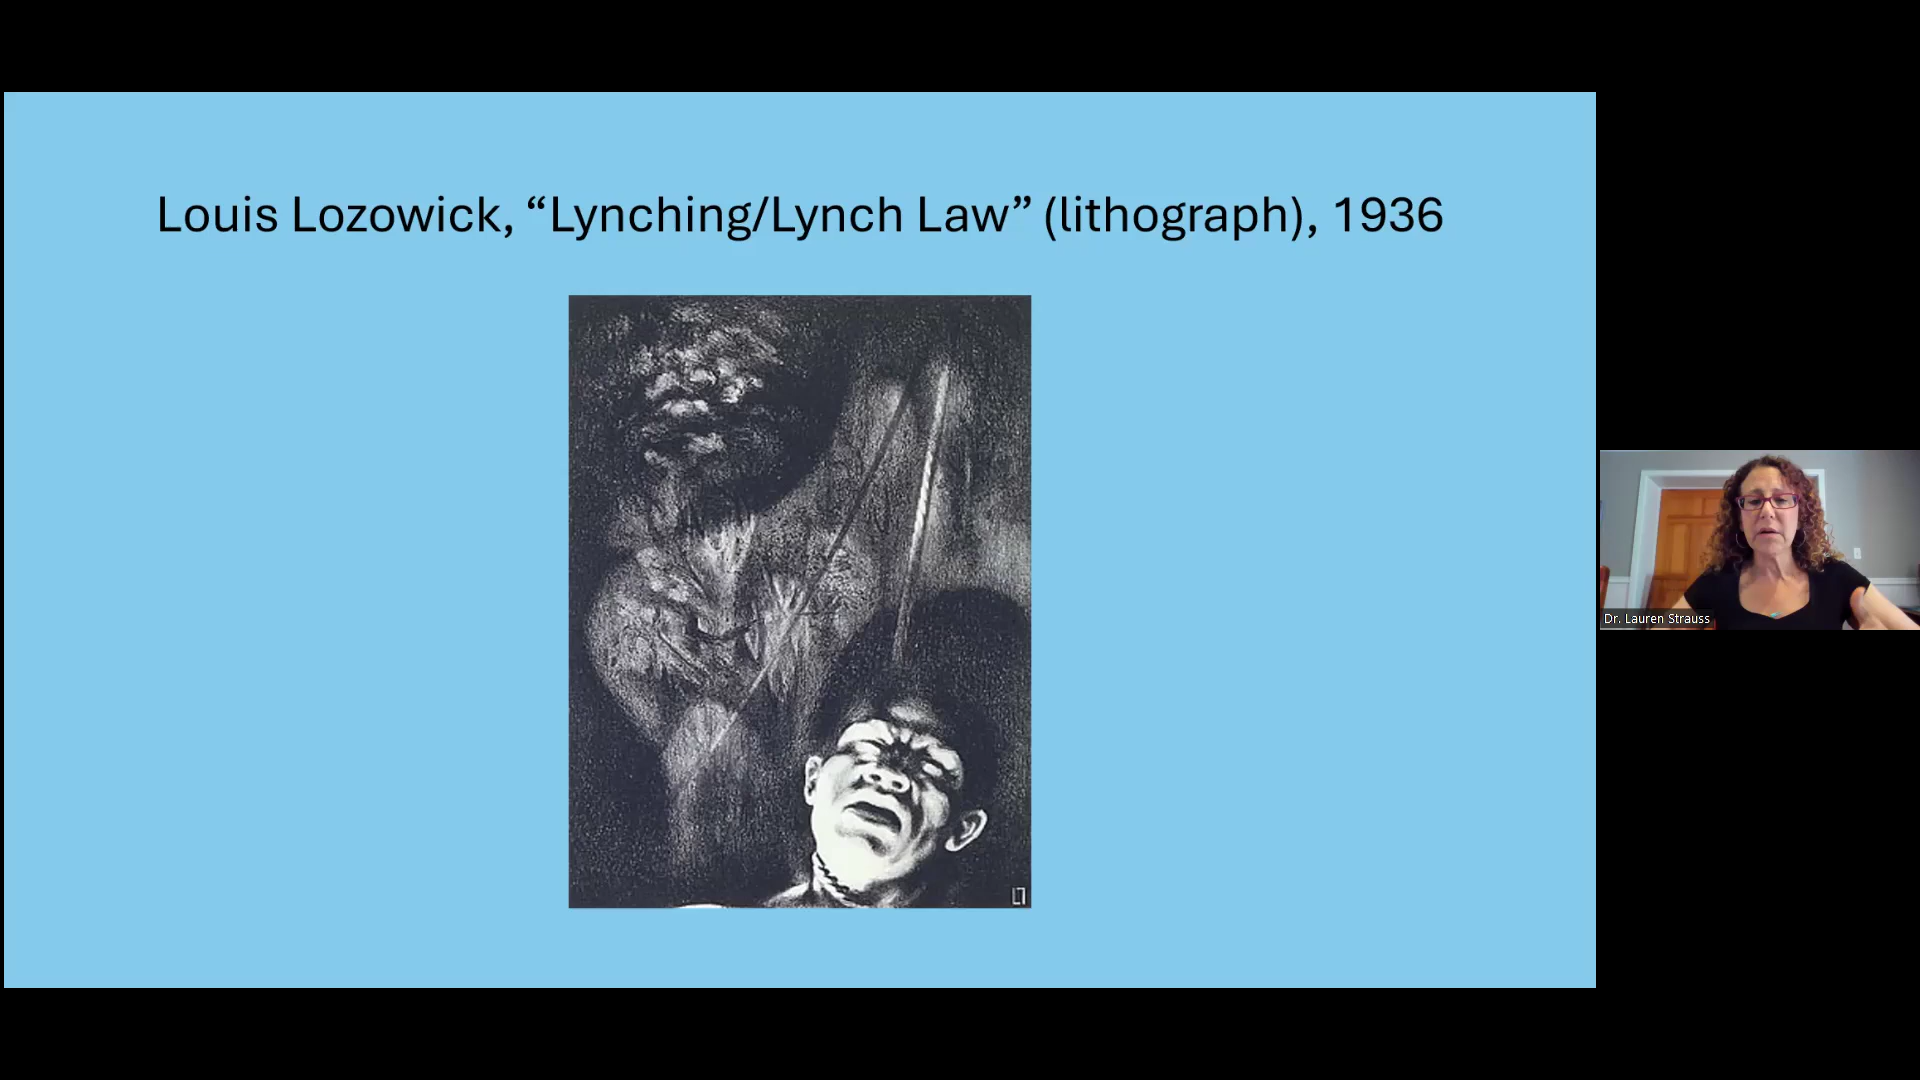 Louis Lozowick, “Lynching/Lynch Law” (lithograph), 1936
Dr. Lauren Strauss